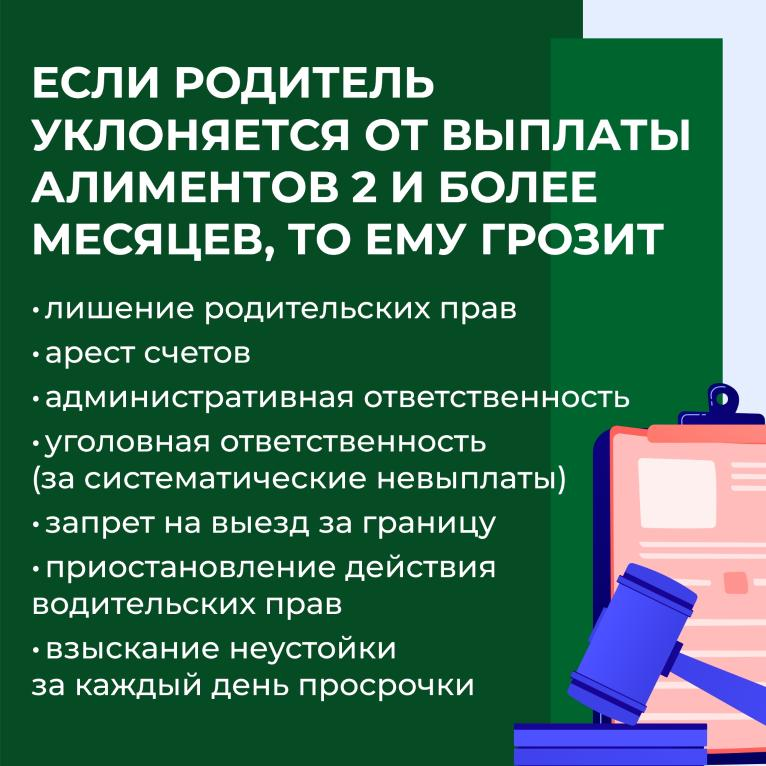 ЕСЛИ РОДИТЕЛЬ
УКЛОНЯЕТСЯ ОТ ВЫПЛАТЫ
АЛИМЕНТОВ 2 И БОЛЕЕ
МЕСЯЦЕВ, ТО ЕМУ ГРОЗИТ
• лишение родительских прав
• арест счетов
• административная ответственность
• уголовная ответственность
(за систематические невыплаты)
• запрет на выезд за границу
• приостановление действия
водительских прав
• взыскание неустойки
за каждый день просрочки